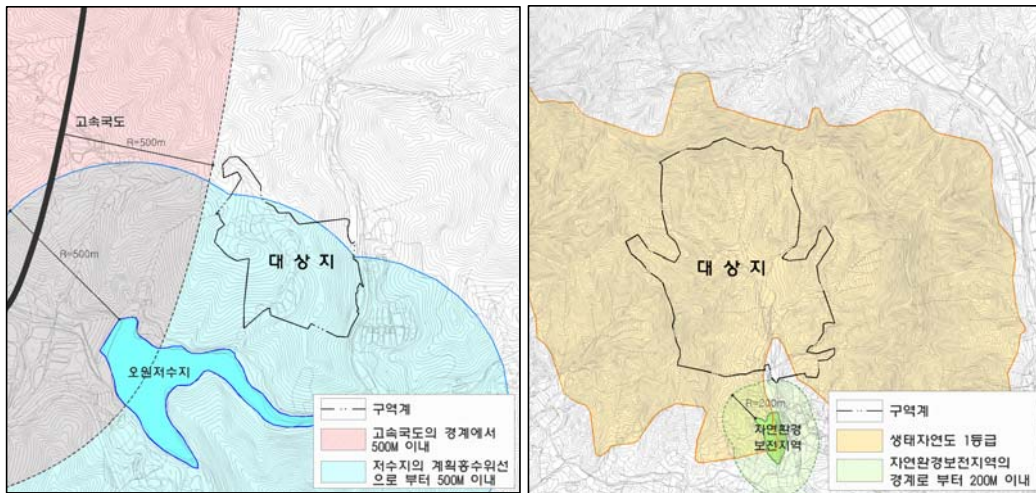 고속국도
R=500m
R=500m
대 상 지
오원저수지
구역계
고속국도의 경계에서
500M 이내
저수지의 계획홍수위선
으로 부터 500M 이내
대 상 지
R=200m
자연환경
보전지역
구역계
생태자연도 1등급
자연환경보전지역의
경계로 부터 200M 이내